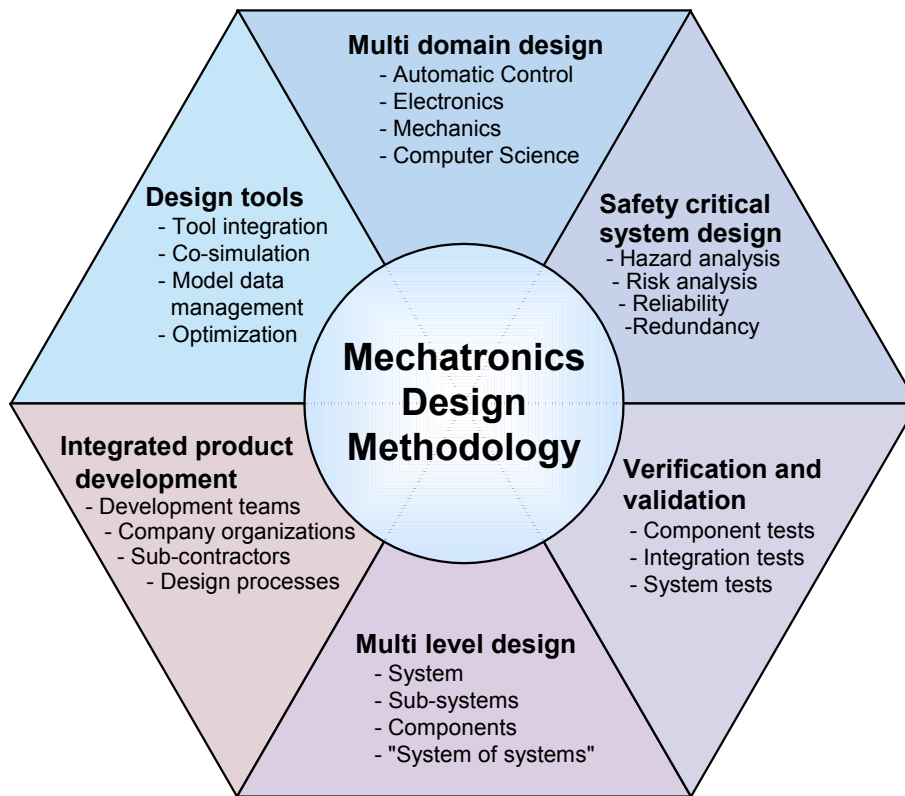 Multi domain design
- Automatic Control
- Electronics
- Mechanics
- Computer Science
Design tools
- Tool integration
- Co-simulation
- Model data
management
- Optimization
Safety critical
system design
- Hazard analysis
- Risk analysis
- Reliability
-Redundancy
Mechatronics
Design
Methodology
Integrated product
development
- Development teams
- Company organizations
- Sub-contractors
- Design processes
Verification and
validation
- Component tests
- Integration tests
- System tests
Multi level design
- System
- Sub-systems
- Components
- "System of systems"